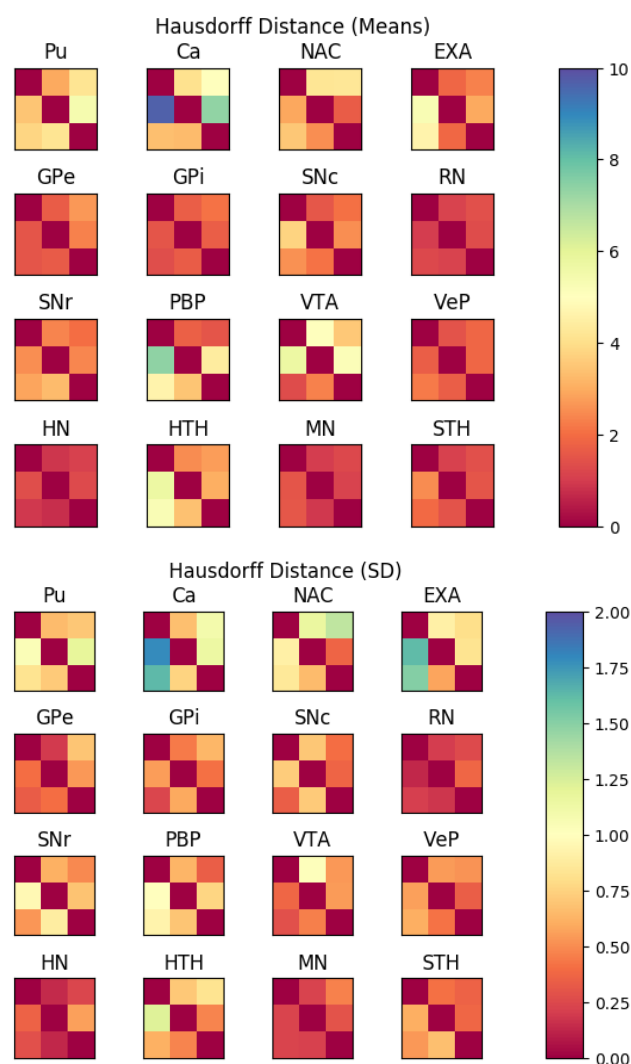 Hausdorff Distance (Means)
Pu Ca NAC EXA
10
8
GPe GPi SNc RN
6
SNr PBP VTA VeP
4
HN HTH MN STH
2
0
Hausdorff Distance (SD)
Pu Ca NAC EXA
2.00
1.75
GPe GPi SNc RN
1.50
1.25
SNr PBP VTA VeP
1.00
0.75
HN HTH MN STH
0.50
0.25
0.00